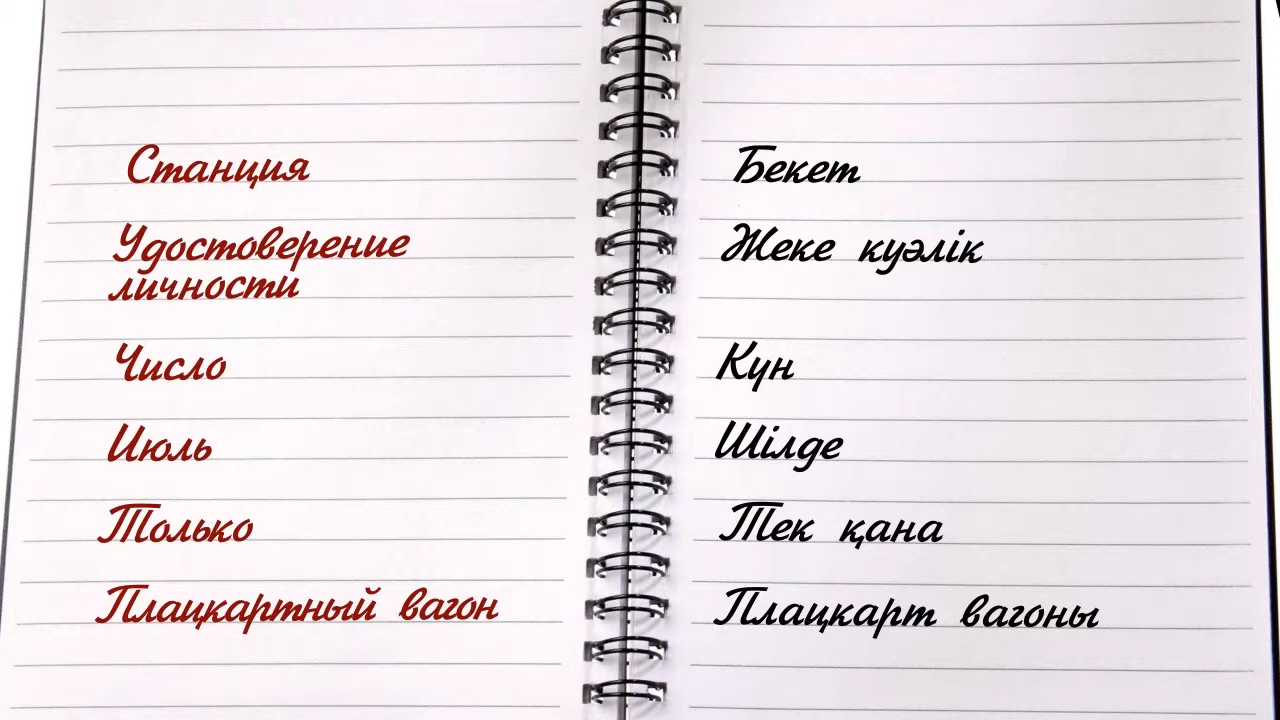 Станция
Удостоверение
личности
Число
Июль
Только
Плацкартный вагон
Бекет
Жеке куәлік
Күн
Шілде
Тек қана
Плацкарт вагоны